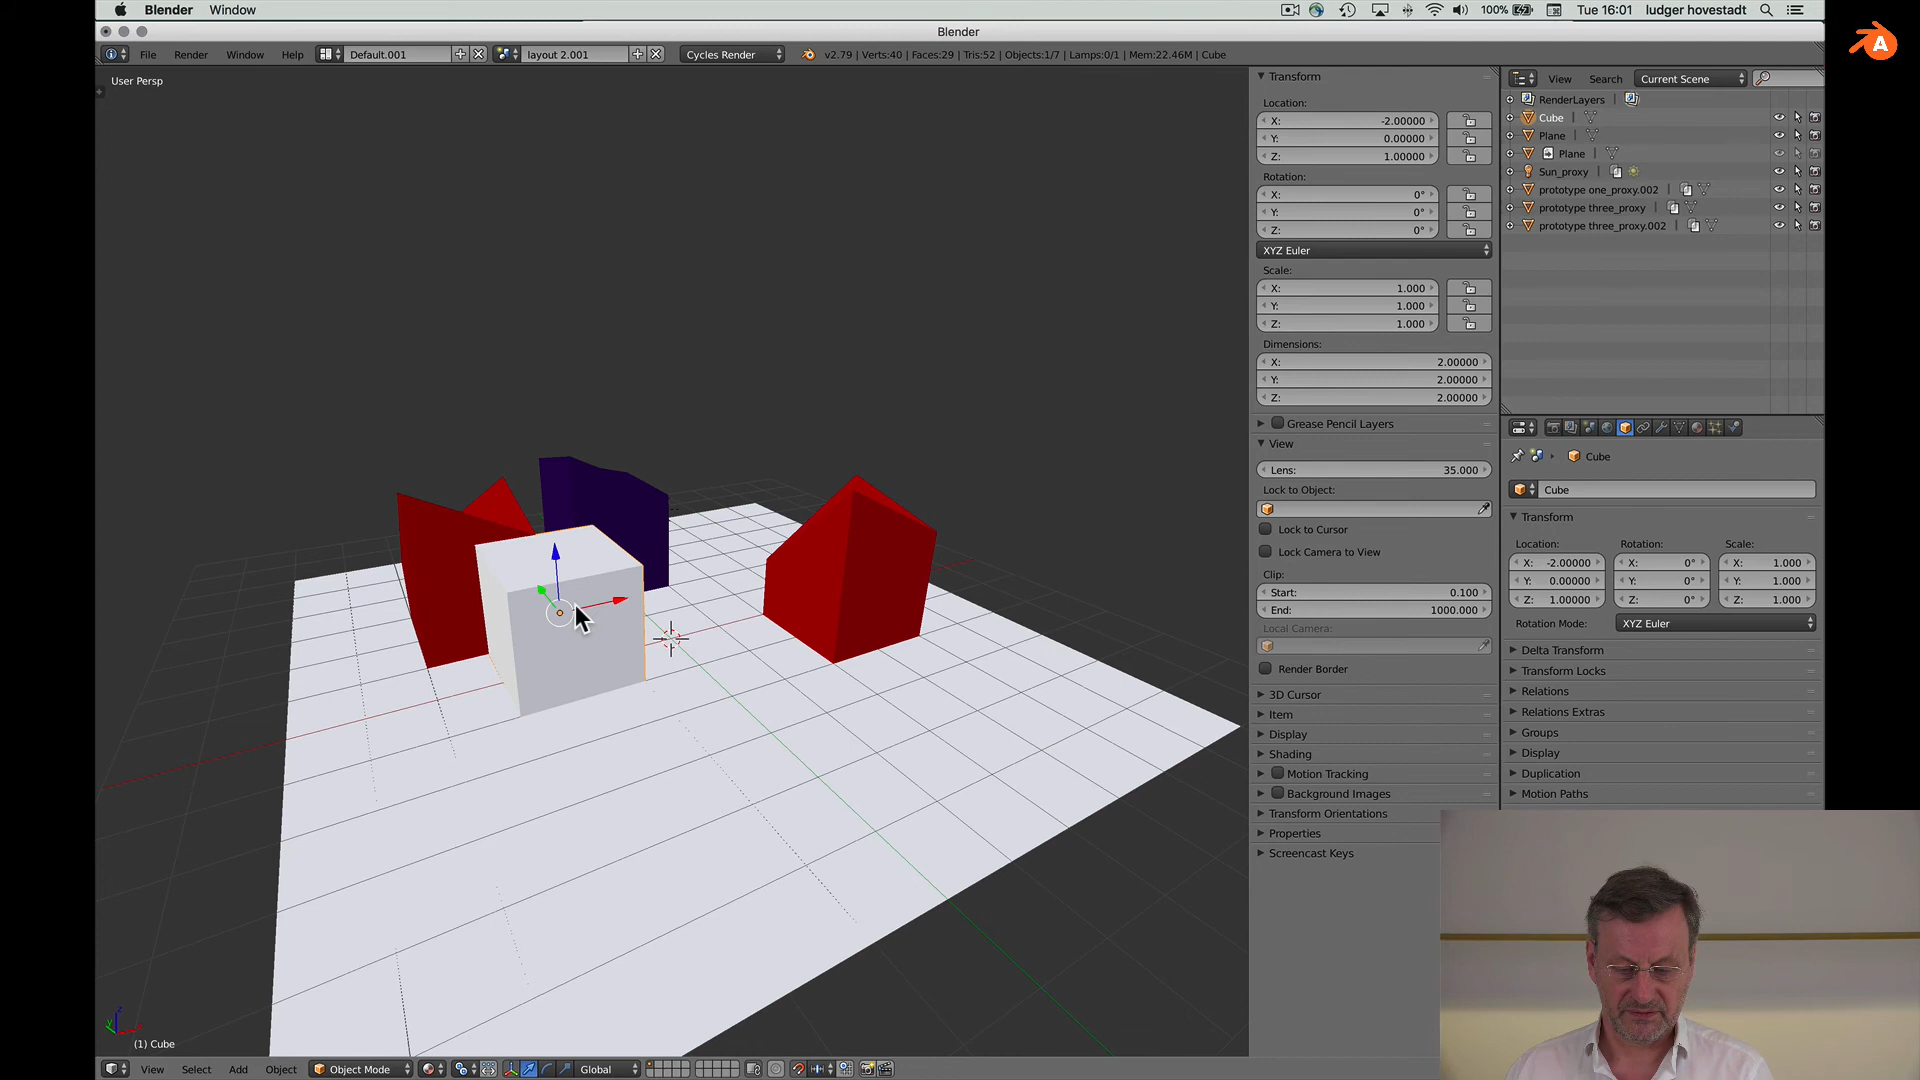 Blender Window 100% Tue 16:01 ludger hovestadt
Blender
A
File Render Window Help Default.001 layout 2.001 Cycles Render v2.79 | Verts:40 | Faces:29 | Tris:52 | Objects:1/7 | Lamps:0/1 | Mem:22.46M | Cube
User Persp
Transform
Location:
X: -2.00000
Y: 0.00000
Z: 1.00000
Rotation:
X: 0°
Y: 0°
Z: 0°
XYZ Euler
Scale:
X: 1.000
Y: 1.000
Z: 1.000
Dimensions:
X: 2.00000
Y: 2.00000
Z: 2.00000
Grease Pencil Layers
View
Lens: 35.000
Lock to Object:
Lock to Cursor
Lock Camera to View
Clip:
Start: 0.100
End: 1000.000
Local Camera:
Render Border
3D Cursor
Item
Display
Shading
Motion Tracking
Background Images
Transform Orientations
Properties
Screencast Keys
View Search Current Scene
RenderLayers
Cube
Plane
Plane
Sun_proxy
prototype one_proxy.002
prototype three_proxy
prototype three_proxy.002
Cube
Cube
Transform
Location: Rotation: Scale:
X: -2.00000 X: 0° X: 1.000
Y: 0.00000 Y: 0° Y: 1.000
Z: 1.00000 Z: 0° Z: 1.000
Rotation Mode: XYZ Euler
Delta Transform
Transform Locks
Relations
Relations Extras
Groups
Display
Duplication
Motion Paths
z
y
x
(1) Cube
View Select Add Object Object Mode Global